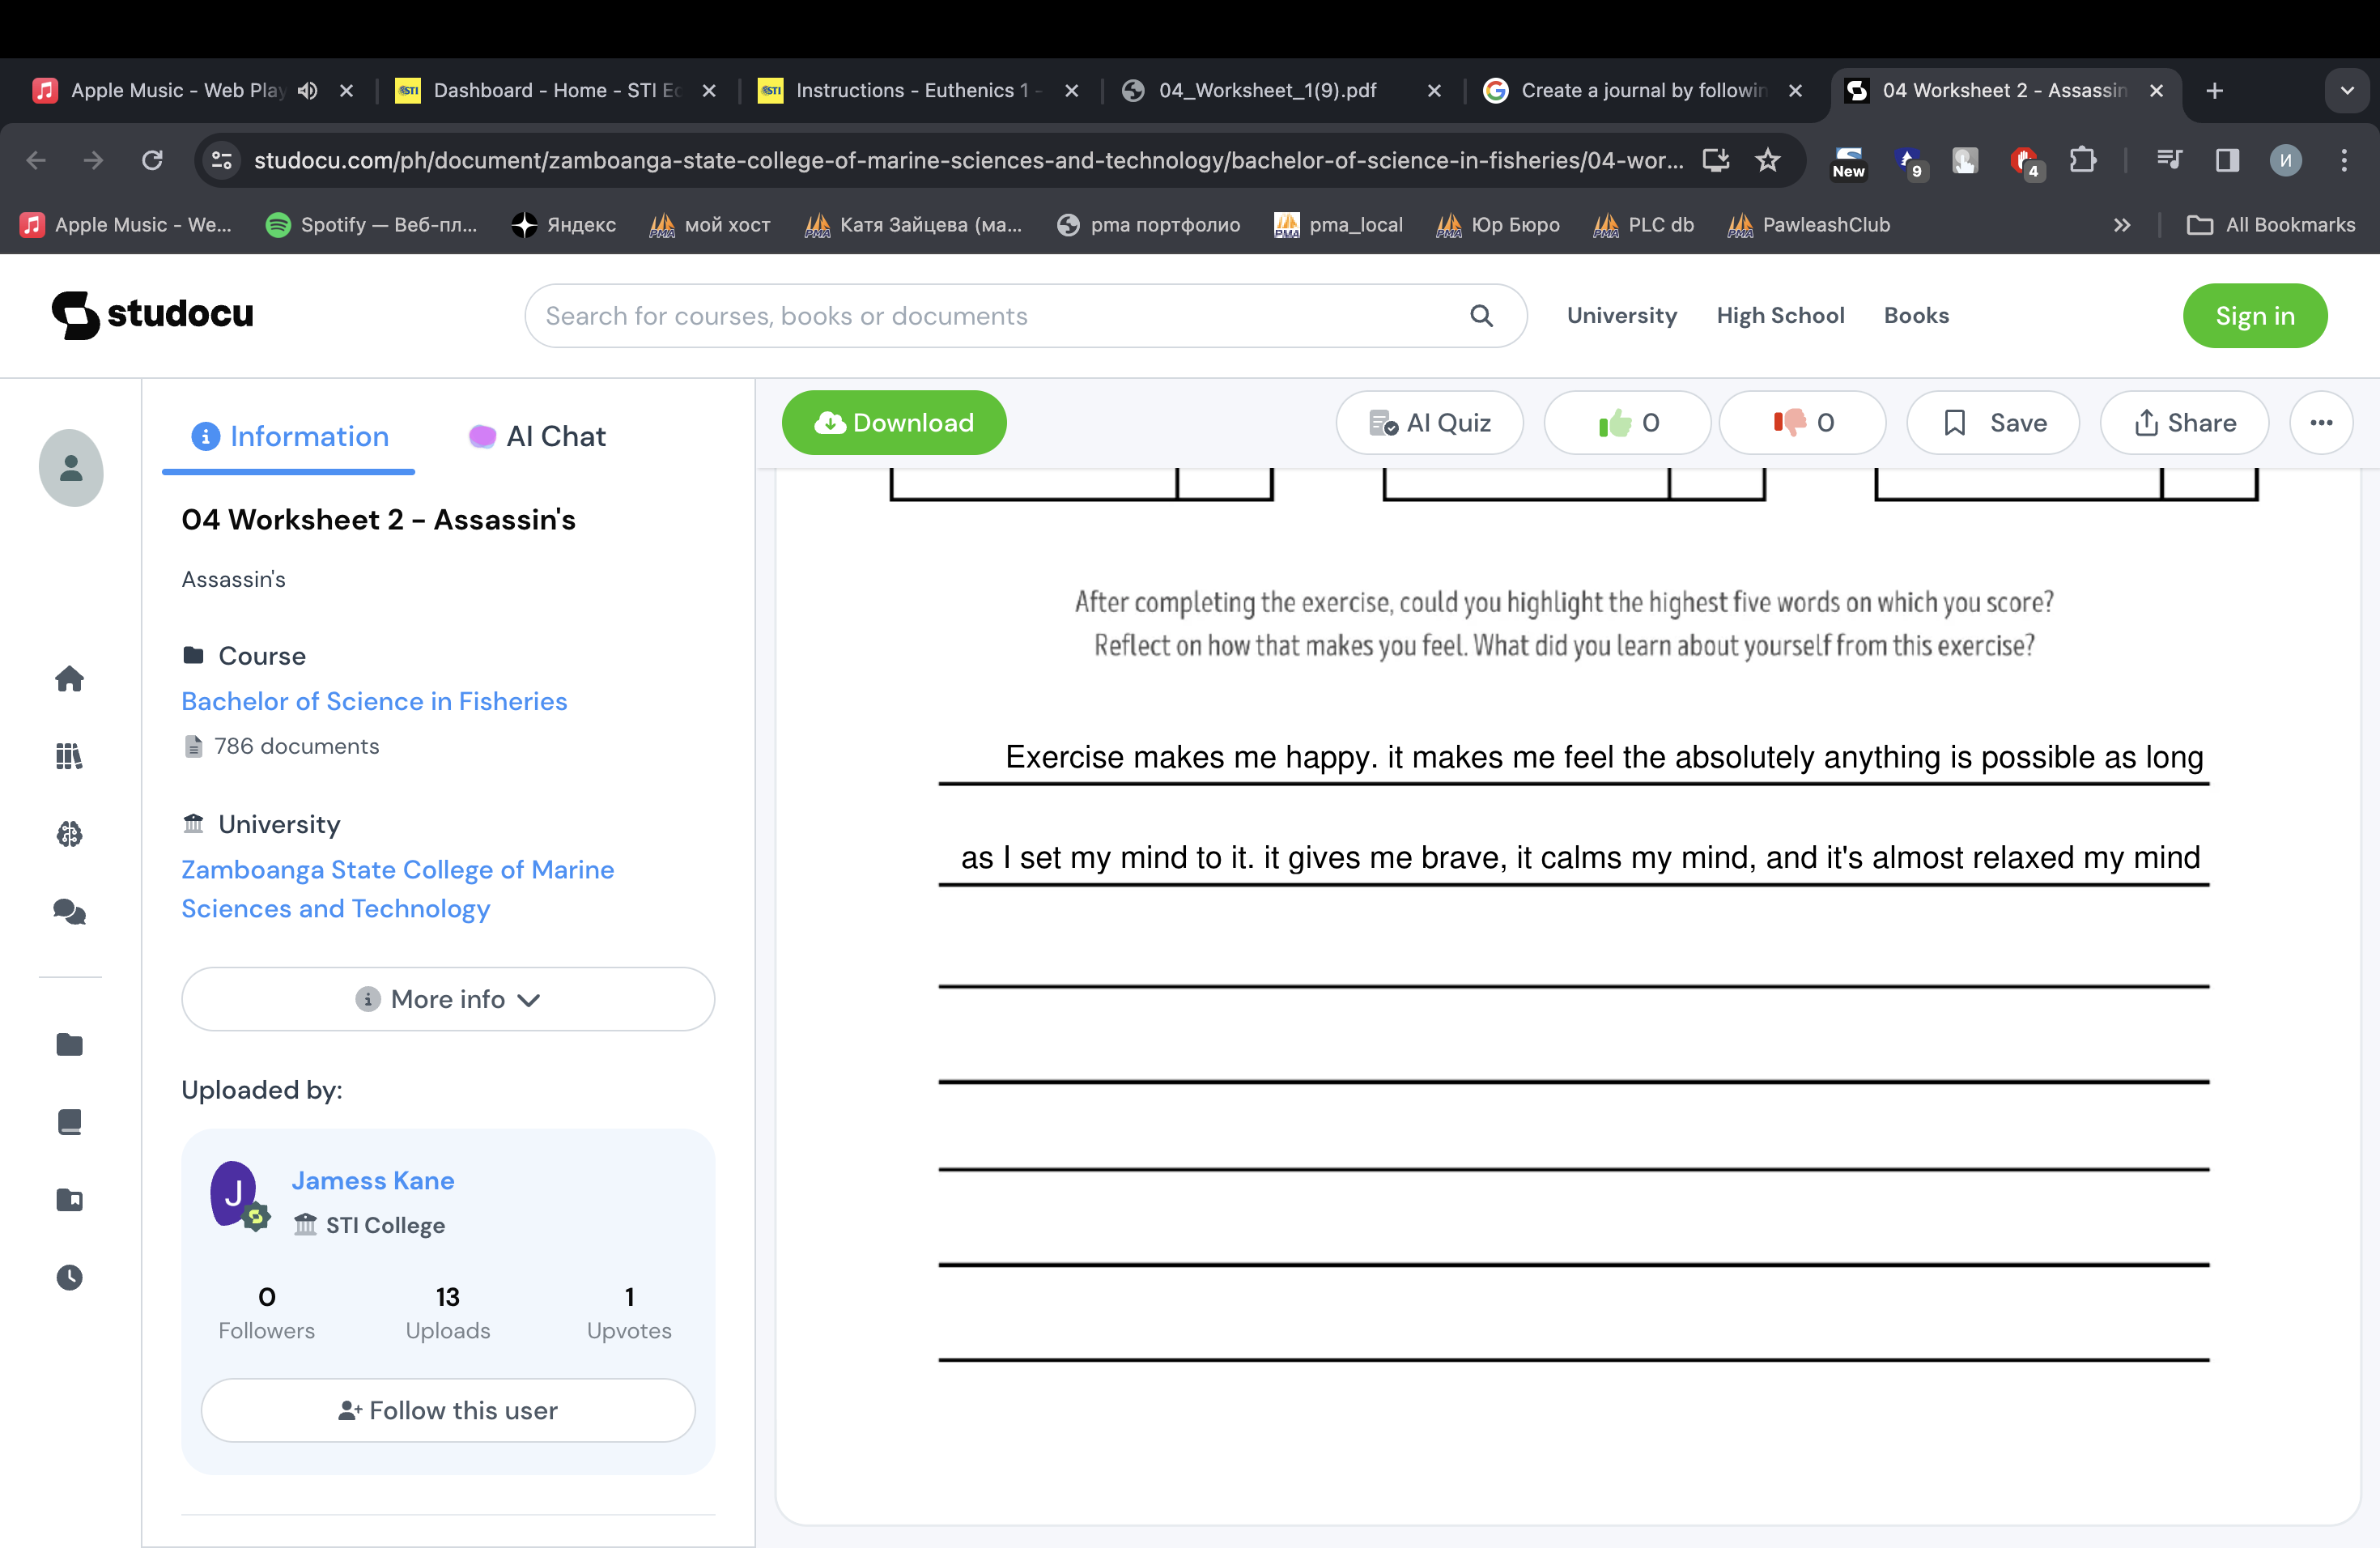 Apple Music - Web Play
Dashboard - Home - STI Ec
Instructions - Euthenics 1 -
04_Worksheet_1(9).pdf
Create a journal by followin
04 Worksheet 2 - Assassin
studocu.com/ph/document/zamboanga-state-college-of-marine-sciences-and-technology/bachelor-of-science-in-fisheries/04-wor...
New
9
4
И
Apple Music - We...
Spotify — Веб-пл...
Яндекс
мой хост
Катя Зайцева (ма...
pma портфолио
pma_local
Юр Бюро
PLC db
PawleashClub
All Bookmarks
studocu
Search for courses, books or documents
University
High School
Books
Sign in
Information
AI Chat
Download
AI Quiz
0
0
Save
Share
04 Worksheet 2 – Assassin's
Assassin's
Course
Bachelor of Science in Fisheries
786 documents
University
Zamboanga State College of Marine
Sciences and Technology
More info
Uploaded by:
J
Jamess Kane
STI College
0
Followers
13
Uploads
1
Upvotes
Follow this user
After completing the exercise, could you highlight the highest five words on which you score?
Reflect on how that makes you feel. What did you learn about yourself from this exercise?
Exercise makes me happy. it makes me feel the absolutely anything is possible as long
as I set my mind to it. it gives me brave, it calms my mind, and it's almost relaxed my mind